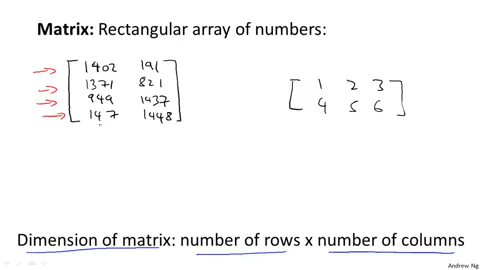 Matrix: Rectangular array of numbers:
1402 191
1371 821
949 1437
147 1448
1 2 3
4 5 6
Dimension of matrix: number of rows x number of columns
Andrew Ng